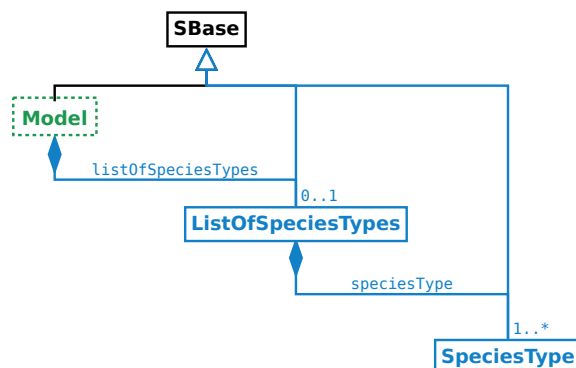 SBase
Model
listOfSpeciesTypes
0..1
ListOfSpeciesTypes
speciesType
1..*
SpeciesType